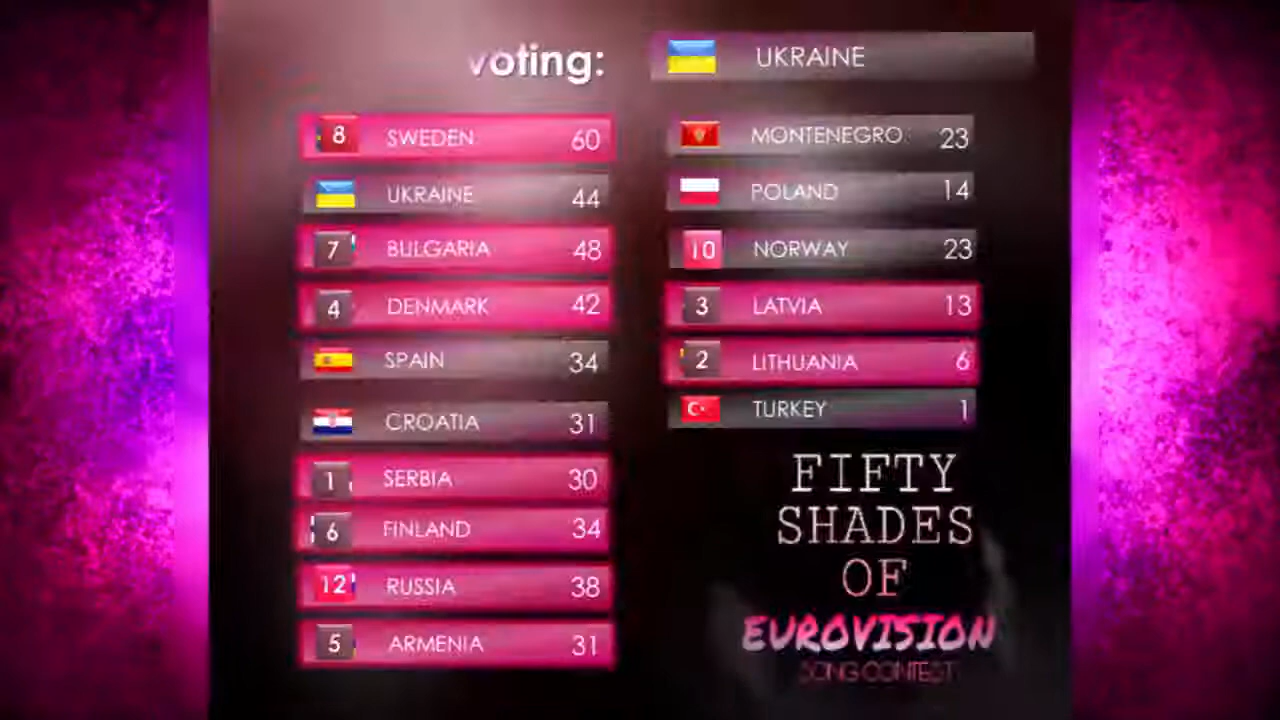 voting:
UKRAINE
8 SWEDEN 60
UKRAINE 44
7 BULGARIA 48
4 DENMARK 42
SPAIN 34
CROATIA 31
1 SERBIA 30
6 FINLAND 34
12 RUSSIA 38
5 ARMENIA 31
MONTENEGRO 23
POLAND 14
10 NORWAY 23
3 LATVIA 13
2 LITHUANIA 6
TURKEY 1
FIFTY
SHADES
OF
EUROVISION
SONG CONTEST